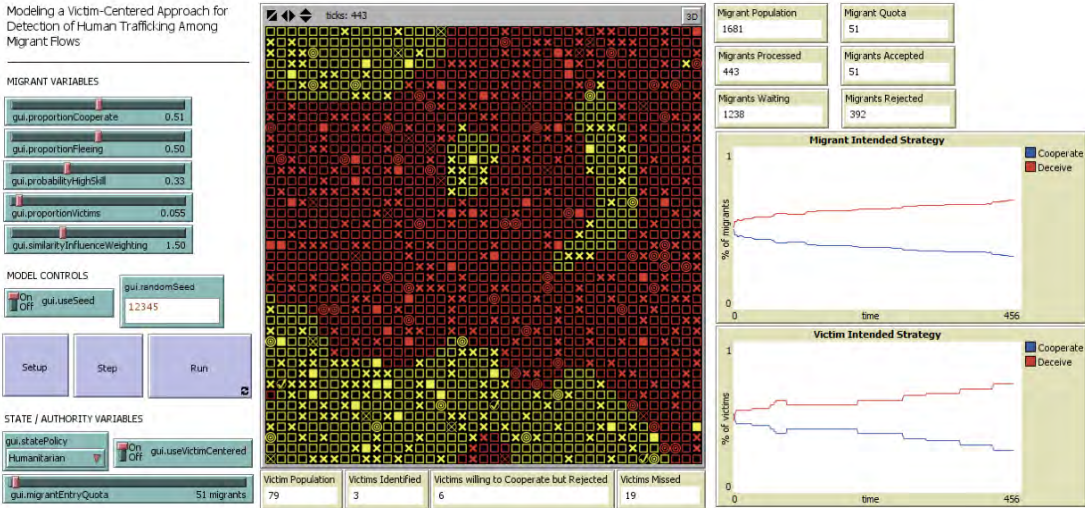 Modeling a Victim-Centered Approach for
Detection of Human Trafficking Among
Migrant Flows
MIGRANT VARIABLES
gui.proportionCooperate 0.51
gui.proportionFleeing 0.50
gui.probabilityHighSkill 0.33
gui.proportionVictims 0.055
gui.similarityInfluenceWeighting 1.50
MODEL CONTROLS
On
Off
gui.useSeed
gui.randomSeed
12345
Setup
Step
Run
STATE / AUTHORITY VARIABLES
gui.statePolicy
Humanitarian
On
Off
gui.useVictimCentered
gui.migrantEntryQuota 51 migrants
ticks: 443
3D
Victim Population
79
Victims Identified
3
Victims willing to Cooperate but Rejected
6
Victims Missed
19
Migrant Population
1681
Migrant Quota
51
Migrants Processed
443
Migrants Accepted
51
Migrants Waiting
1238
Migrants Rejected
392
Migrant Intended Strategy
1
% of migrants
0
0 time 456
Cooperate
Deceive
Victim Intended Strategy
1
% of victims
0
0 time 456
Cooperate
Deceive